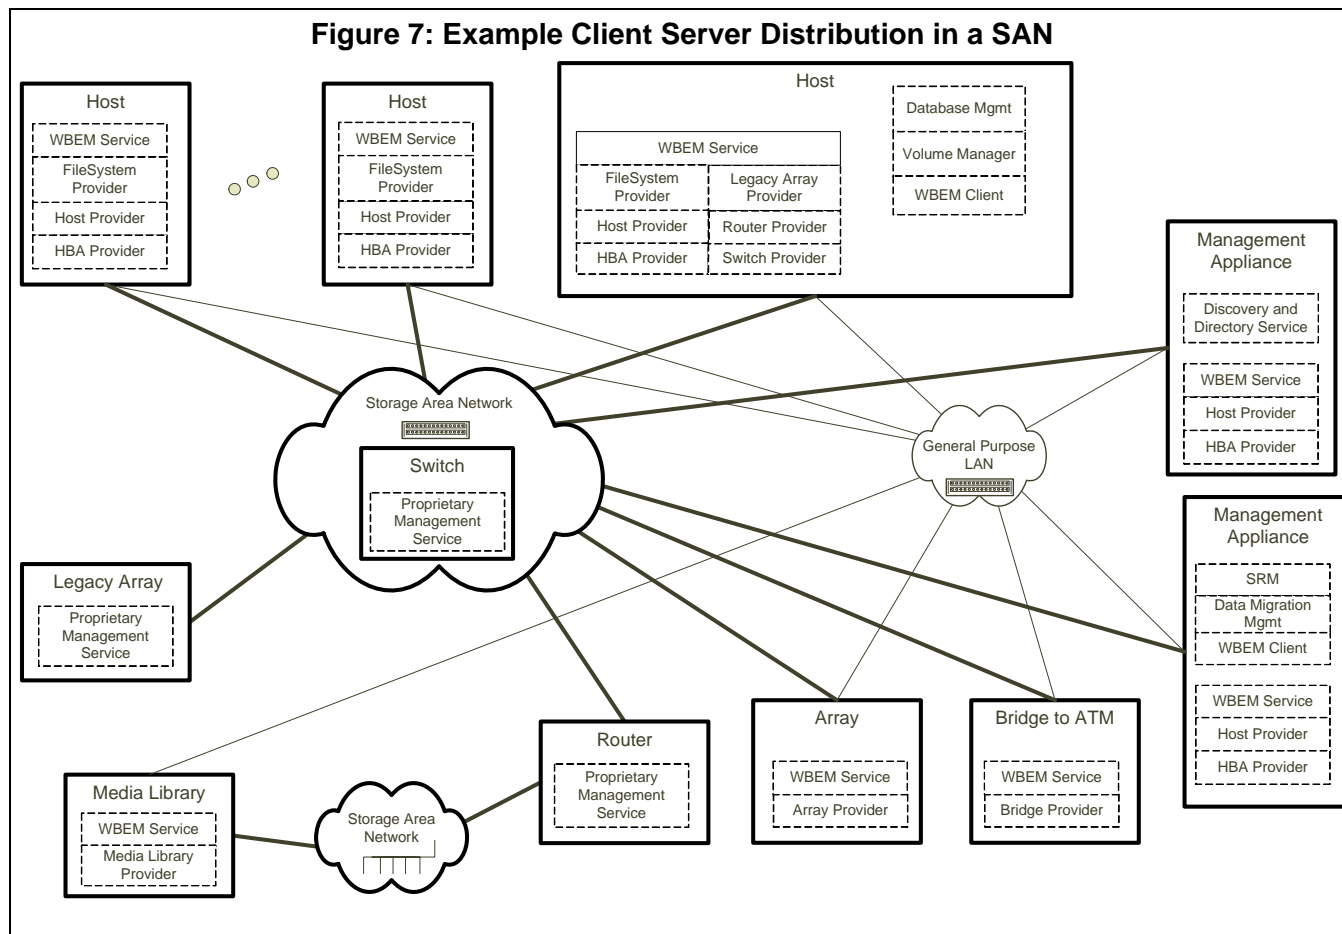 Figure 7: Example Client Server Distribution in a SAN
Host
WBEM Service
FileSystem
Provider
Host Provider
HBA Provider
Host
WBEM Service
FileSystem
Provider
Host Provider
HBA Provider
Host
WBEM Service
FileSystem
Provider
Host Provider
HBA Provider
Legacy Array
Provider
Router Provider
Switch Provider
Database Mgmt
Volume Manager
WBEM Client
Management
Appliance
Discovery and
Directory Service
WBEM Service
Host Provider
HBA Provider
Storage Area Network
Switch
Proprietary
Management
Service
General Purpose
LAN
Management
Appliance
SRM
Data Migration
Mgmt
WBEM Client
WBEM Service
Host Provider
HBA Provider
Legacy Array
Proprietary
Management
Service
Media Library
WBEM Service
Media Library
Provider
Storage Area
Network
Router
Proprietary
Management
Service
Array
WBEM Service
Array Provider
Bridge to ATM
WBEM Service
Bridge Provider